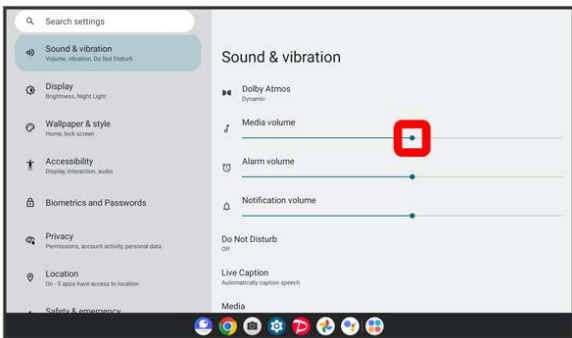 Search settings
Sound & vibration
Volume, vibration, Do Not Disturb
Display
Brightness, Night Light
Wallpaper & style
Home, lock screen
Accessibility
Display, interaction, audio
Biometrics and Passwords
Privacy
Permissions, account activity, personal data
Location
On - 0 apps have access to location
Safety & emergency
Sound & vibration
Dolby Atmos
Dynamic
Media volume
Alarm volume
Notification volume
Do Not Disturb
Off
Live Caption
Automatically caption speech
Media